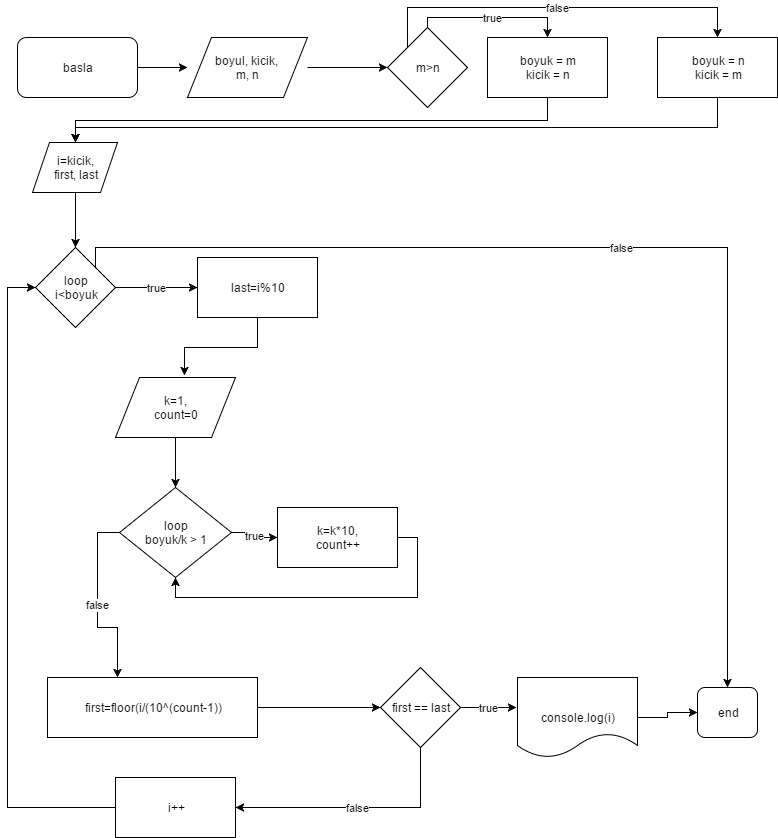 false
true
basla
boyul, kicik,
m, n
m>n
boyuk = m
kicik = n
boyuk = n
kicik = m
i=kicik,
first, last
false
loop
i<boyuk
true
last=i%10
k=1,
count=0
loop
boyuk/k > 1
true
k=k*10,
count++
false
first=floor(i/(10^(count-1))
first == last
true
console.log(i)
end
i++
false